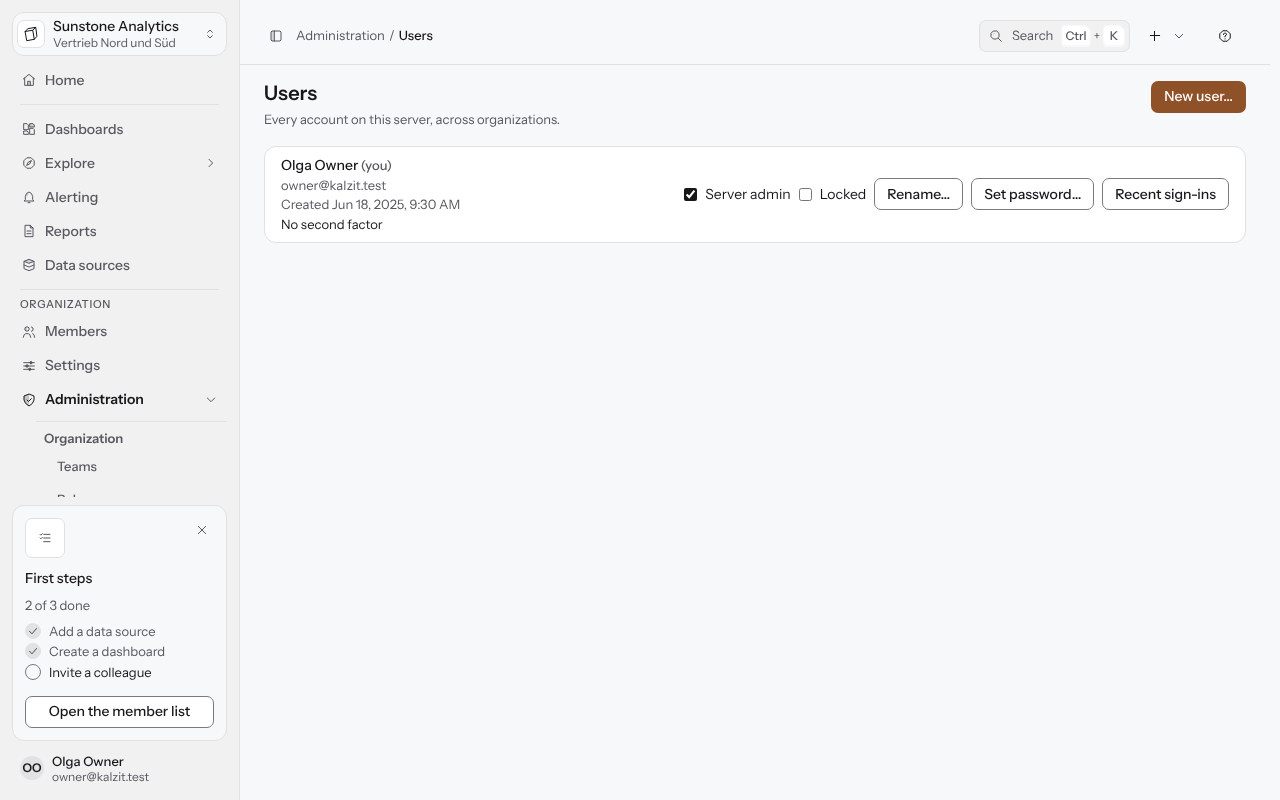 Sunstone Analytics
Vertrieb Nord und Süd
Home
Dashboards
Explore
Alerting
Reports
Data sources
ORGANIZATION
Members
Settings
Administration
Organization
Teams
First steps
2 of 3 done
Add a data source
Create a dashboard
Invite a colleague
Open the member list
OO
Olga Owner
owner@kalzit.test
Administration / Users
Search Ctrl + K
Users
Every account on this server, across organizations.
New user...
Olga Owner (you)
owner@kalzit.test
Created Jun 18, 2025, 9:30 AM
No second factor
Server admin
Locked
Rename...
Set password...
Recent sign-ins